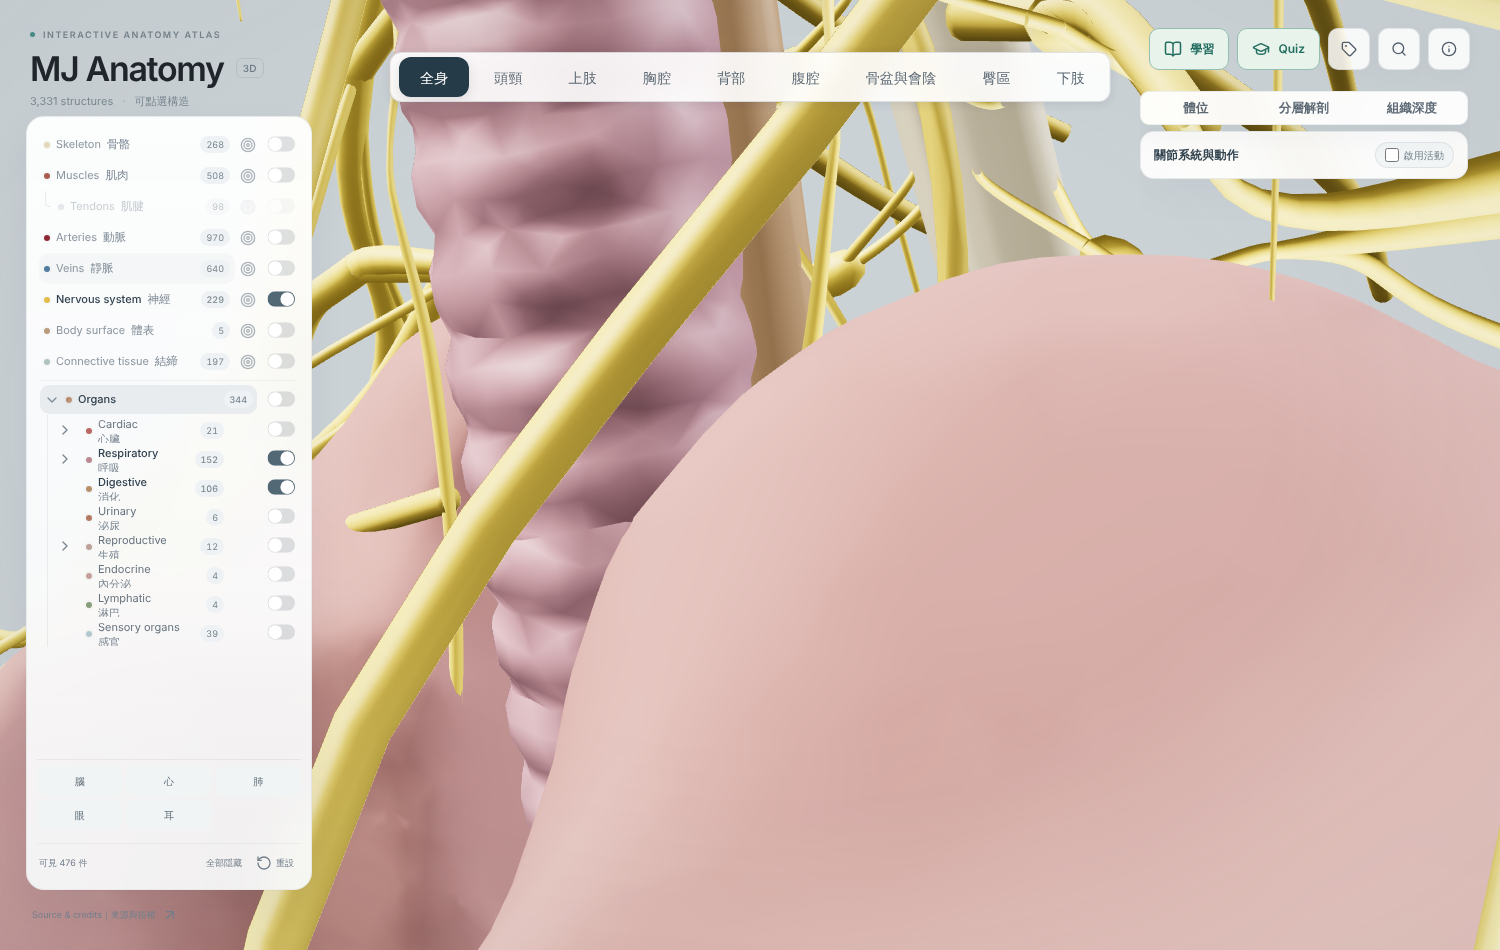 INTERACTIVE ANATOMY ATLAS
MJ Anatomy 3D
3,331 structures · 可點選構造
全身 頭頸 上肢 胸腔 背部 腹腔 骨盆與會陰 臀區 下肢
學習 Quiz
體位 分層解剖 組織深度
關節系統與動作 啟用活動
Skeleton 骨骼 268
Muscles 肌肉 508
Tendons 肌腱 98
Arteries 動脈 970
Veins 靜脈 640
Nervous system 神經 229
Body surface 體表 5
Connective tissue 結締 197
Organs 344
Cardiac 21
心臟
Respiratory 152
呼吸
Digestive 106
消化
Urinary 6
泌尿
Reproductive 12
生殖
Endocrine 4
內分泌
Lymphatic 4
淋巴
Sensory organs 39
感官
腦 心 肺
眼 耳
可見 476 件 全部隱藏 重設
Source & credits | 來源與授權